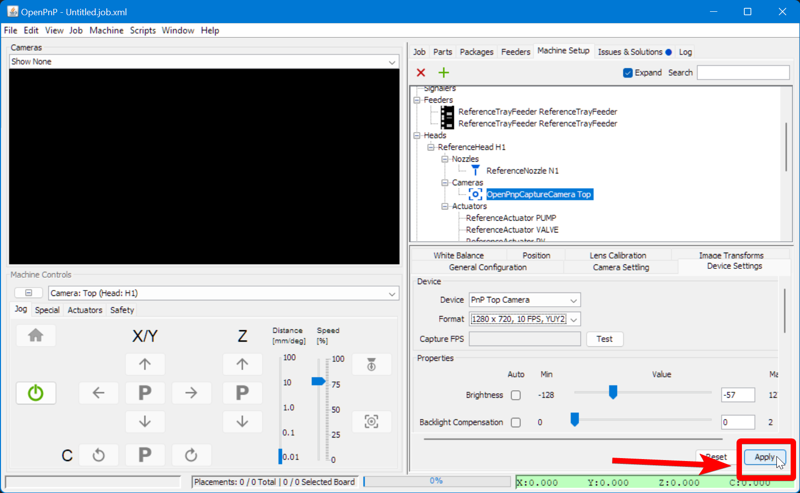 OpenPnP - Untitled.job.xml
File Edit View Job Machine Scripts Window Help
Cameras
Show None
Machine Controls
Camera: Top (Head: H1)
Jog Special Actuators Safety
X/Y Z Distance [mm/deg] Speed [%]
100 100
10 75
1.0 50
0.1 25
0.01 0
P P
C P
Job Parts Packages Feeders Machine Setup Issues & Solutions Log
Expand Search
Signalers
Feeders
ReferenceTrayFeeder ReferenceTrayFeeder
ReferenceTrayFeeder ReferenceTrayFeeder
Heads
ReferenceHead H1
Nozzles
ReferenceNozzle N1
Cameras
OpenPnpCaptureCamera Top
Actuators
ReferenceActuator PUMP
ReferenceActuator VALVE
White Balance Position Lens Calibration Image Transforms
General Configuration Camera Settling Device Settings
Device
Device PnP Top Camera
Format 1280 x 720, 10 FPS, YUY2
Capture FPS Test
Properties
Auto Min Value Ma
Brightness -128 -57 12
Backlight Compensation 0 0 2
Reset Apply
Placements: 0 / 0 Total | 0 / 0 Selected Board 0% X:0.000 Y:0.000 Z:0.000 C:0.000